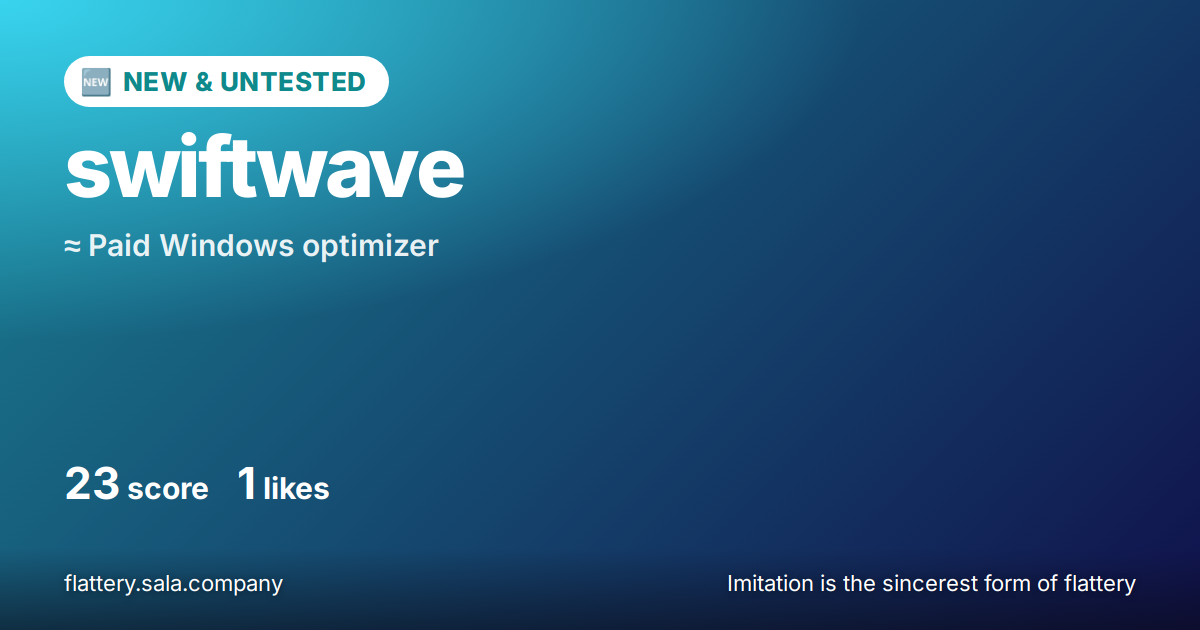 🆕 NEW & UNTESTED
swiftwave
≈ Paid Windows optimizer
23 score 1 likes
flattery.sala.company
Imitation is the sincerest form of flattery